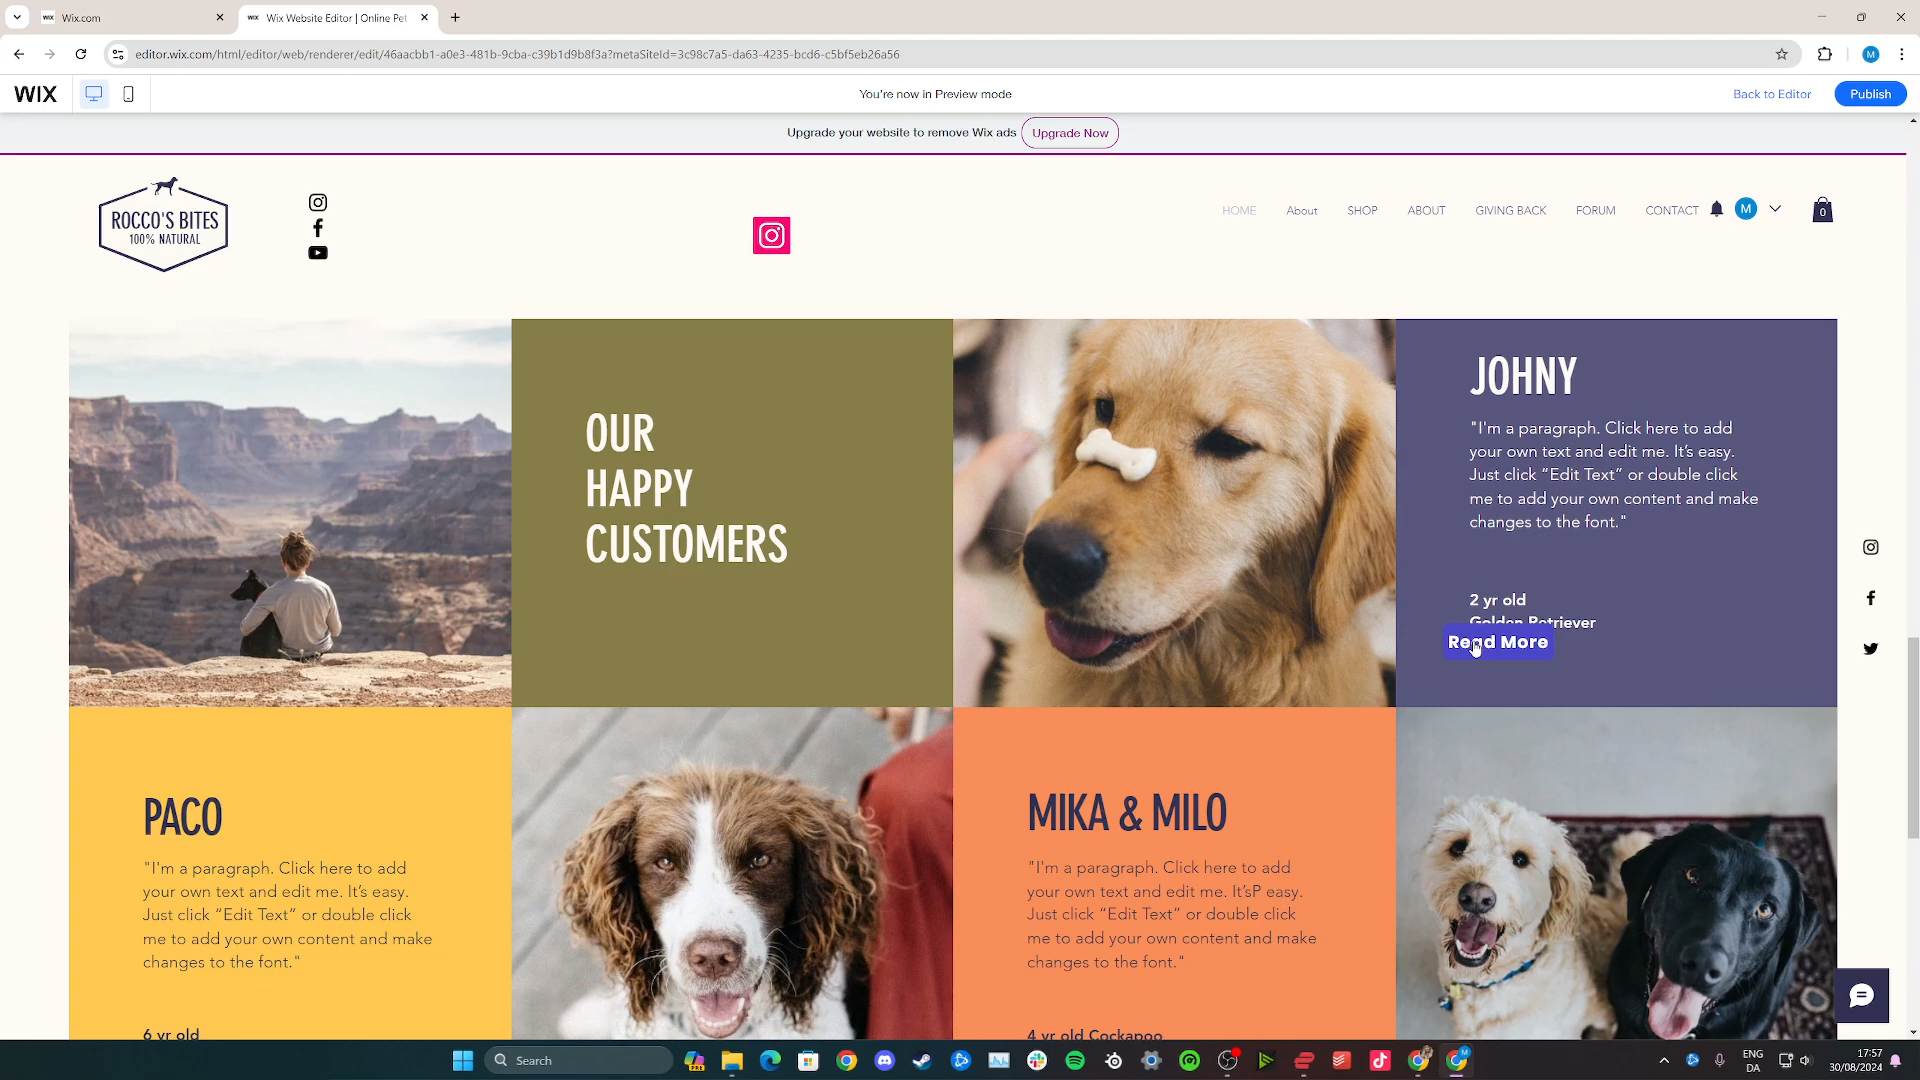 Wix.com
Wix Website Editor | Online Pet
editor.wix.com/html/editor/web/renderer/edit/46aacbb1-a0e3-481b-9cba-c39b1d9b8f3a?metaSiteId=3c98c7a5-da63-4235-bcd6-c5bf5eb26a56
WIX
You're now in Preview mode
Back to Editor
Publish
Upgrade your website to remove Wix ads
Upgrade Now
ROCCO'S BITES
100% NATURAL
HOME
About
SHOP
ABOUT
GIVING BACK
FORUM
CONTACT
M
0
OUR
HAPPY
CUSTOMERS
JOHNY
"I'm a paragraph. Click here to add
your own text and edit me. It's easy.
Just click “Edit Text” or double click
me to add your own content and make
changes to the font."
2 yr old
Golden Retriever
Read More
PACO
"I'm a paragraph. Click here to add
your own text and edit me. It's easy.
Just click “Edit Text” or double click
me to add your own content and make
changes to the font."
6 yr old
MIKA & MILO
"I'm a paragraph. Click here to add
your own text and edit me. It'sP easy.
Just click “Edit Text” or double click
me to add your own content and make
changes to the font."
4 yr old Cockapoo
Search
ENG
DA
17:57
30/08/2024